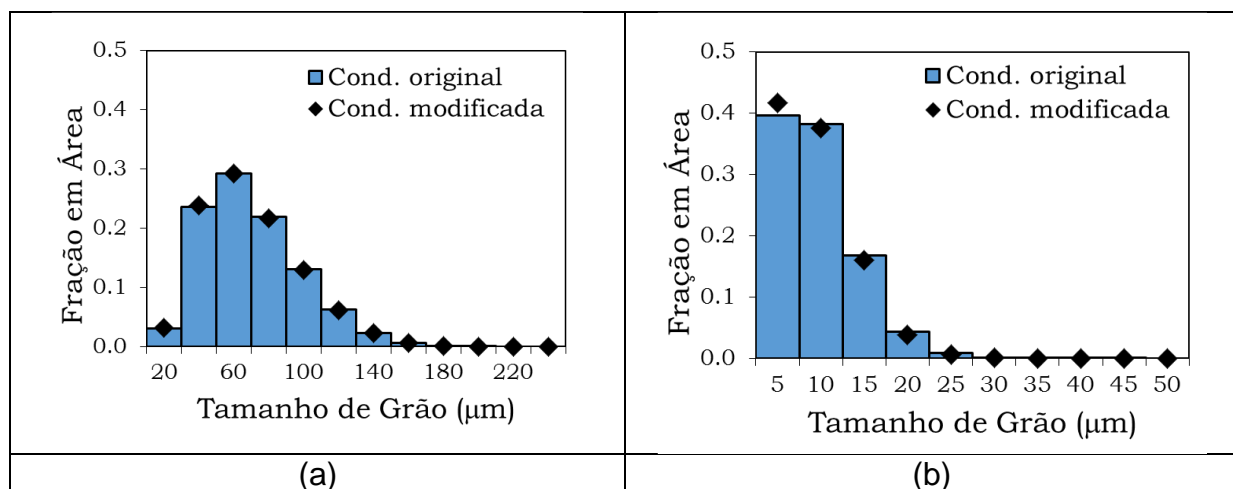 0.5
0.4
0.3
0.2
0.1
0.0
Fração em Área
Cond. original
Cond. modificada
20 60 100 140 180 220
Tamanho de Grão (μm)
(a)
0.5
0.4
0.3
0.2
0.1
0.0
Fração em Área
Cond. original
Cond. modificada
5 10 15 20 25 30 35 40 45 50
Tamanho de Grão (μm)
(b)